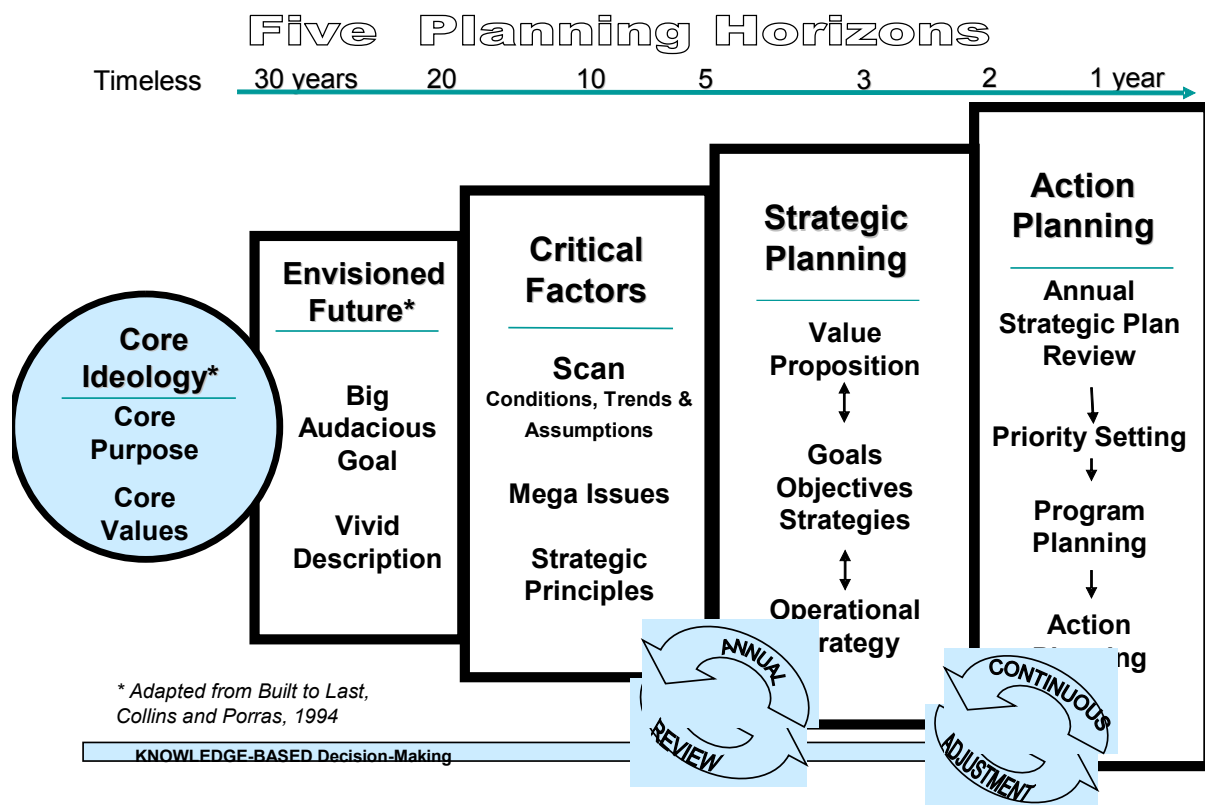 Five Planning Horizons
Timeless 30 years 20 10 5 3 2 1 year
Core
Ideology*
Core
Purpose
Core
Values
Envisioned
Future*
Big
Audacious
Goal
Vivid
Description
Critical
Factors
Scan
Conditions, Trends &
Assumptions
Mega Issues
Strategic
Principles
Strategic
Planning
Value
Proposition
Goals
Objectives
Strategies
Operational
Action
Planning
Annual
Strategic Plan
Review
Priority Setting
Program
Planning
Action
ANNUAL
REVIEW
CONTINUOUS
ADJUSTMENT
* Adapted from Built to Last,
Collins and Porras, 1994
KNOWLEDGE-BASED Decision-Making